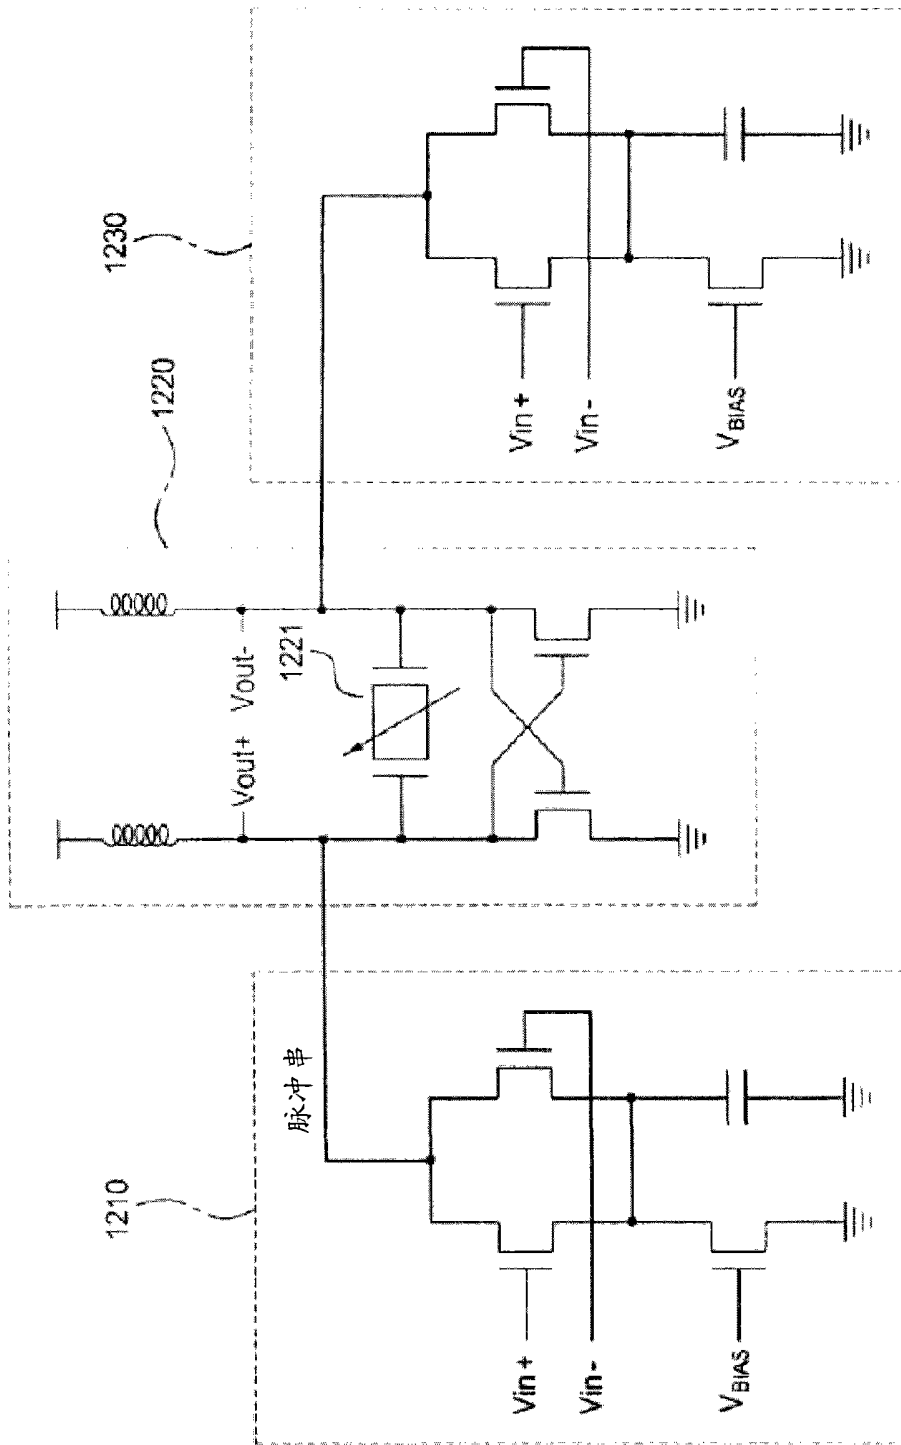 1210
脉冲串
Vin+
Vin-
VBIAS
1220
Vout+ Vout-
1221
1230
Vin+
Vin-
VBIAS